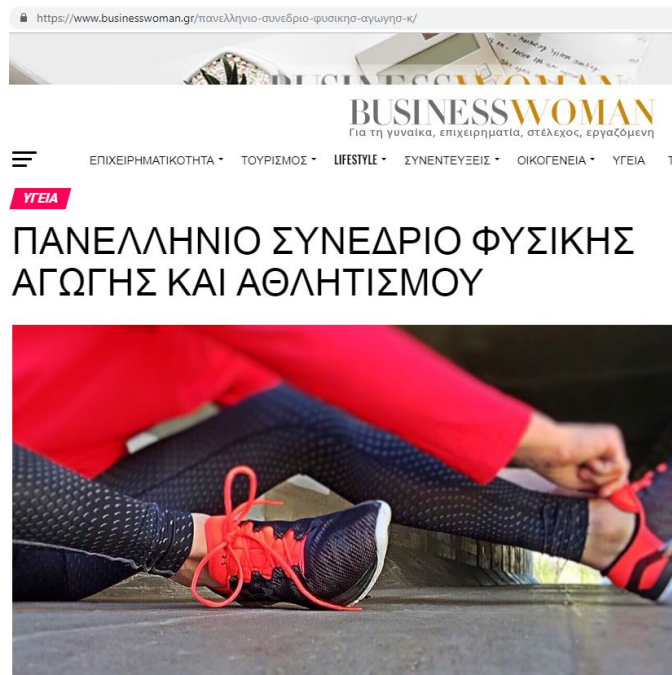 https://www.businesswoman.gr/πανελληνιο-συνεδριο-φυσικησ-αγωγησ-κ/
BUSINESSWOMAN
BUSINESSWOMAN
Για τη γυναίκα, επιχειρηματία, στέλεχος, εργαζόμενη
ΕΠΙΧΕΙΡΗΜΑΤΙΚΟΤΗΤΑ ΤΟΥΡΙΣΜΟΣ LIFESTYLE ΣΥΝΕΝΤΕΥΞΕΙΣ ΟΙΚΟΓΕΝΕΙΑ ΥΓΕΙΑ
ΥΓΕΙΑ
ΠΑΝΕΛΛΗΝΙΟ ΣΥΝΕΔΡΙΟ ΦΥΣΙΚΗΣ
ΑΓΩΓΗΣ ΚΑΙ ΑΘΛΗΤΙΣΜΟΥ